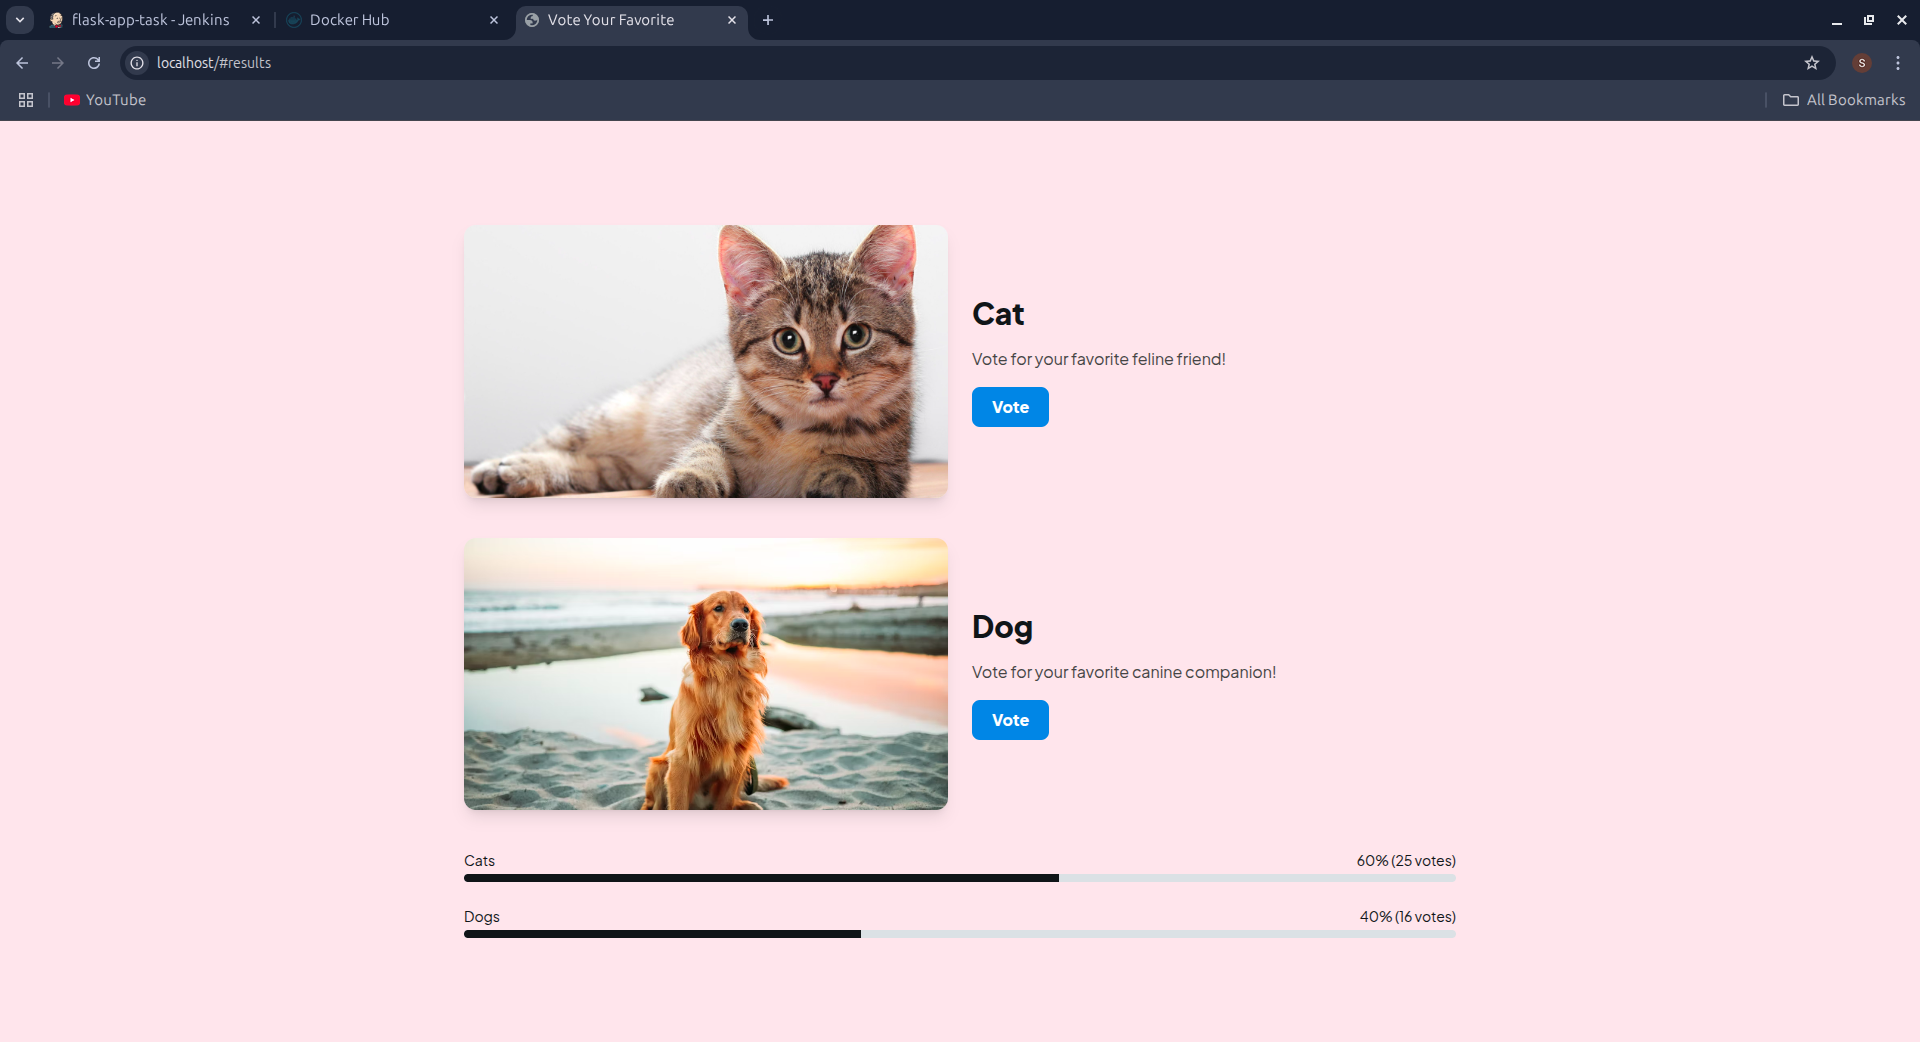 flask-app-task - Jenkins
Docker Hub
Vote Your Favorite
localhost/#results
S
YouTube
All Bookmarks
Cat
Vote for your favorite feline friend!
Vote
Dog
Vote for your favorite canine companion!
Vote
Cats 60% (25 votes)
Dogs 40% (16 votes)